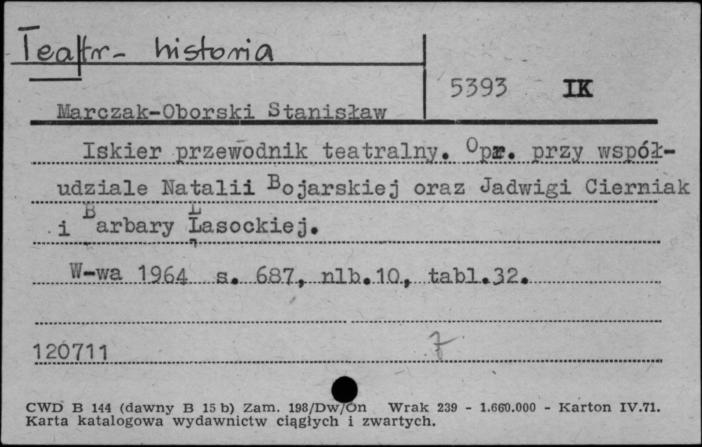 Teatr - historia
5393 IK
Marczak-Oborski Stanisław
Iskier przewodnik teatralny. Opr. przy współ-
udziale Natalii Bojarskiej oraz Jadwigi Cierniak
i Barbary Łasockiej.
W-wa 1964 s. 687, nlb.10, tabl.32.
120711
CWD B 144 (dawny B 15 b) Zam. 198/Dw/On Wrak 239 - 1.660.000 - Karton IV.71.
Karta katalogowa wydawnictw ciągłych i zwartych.